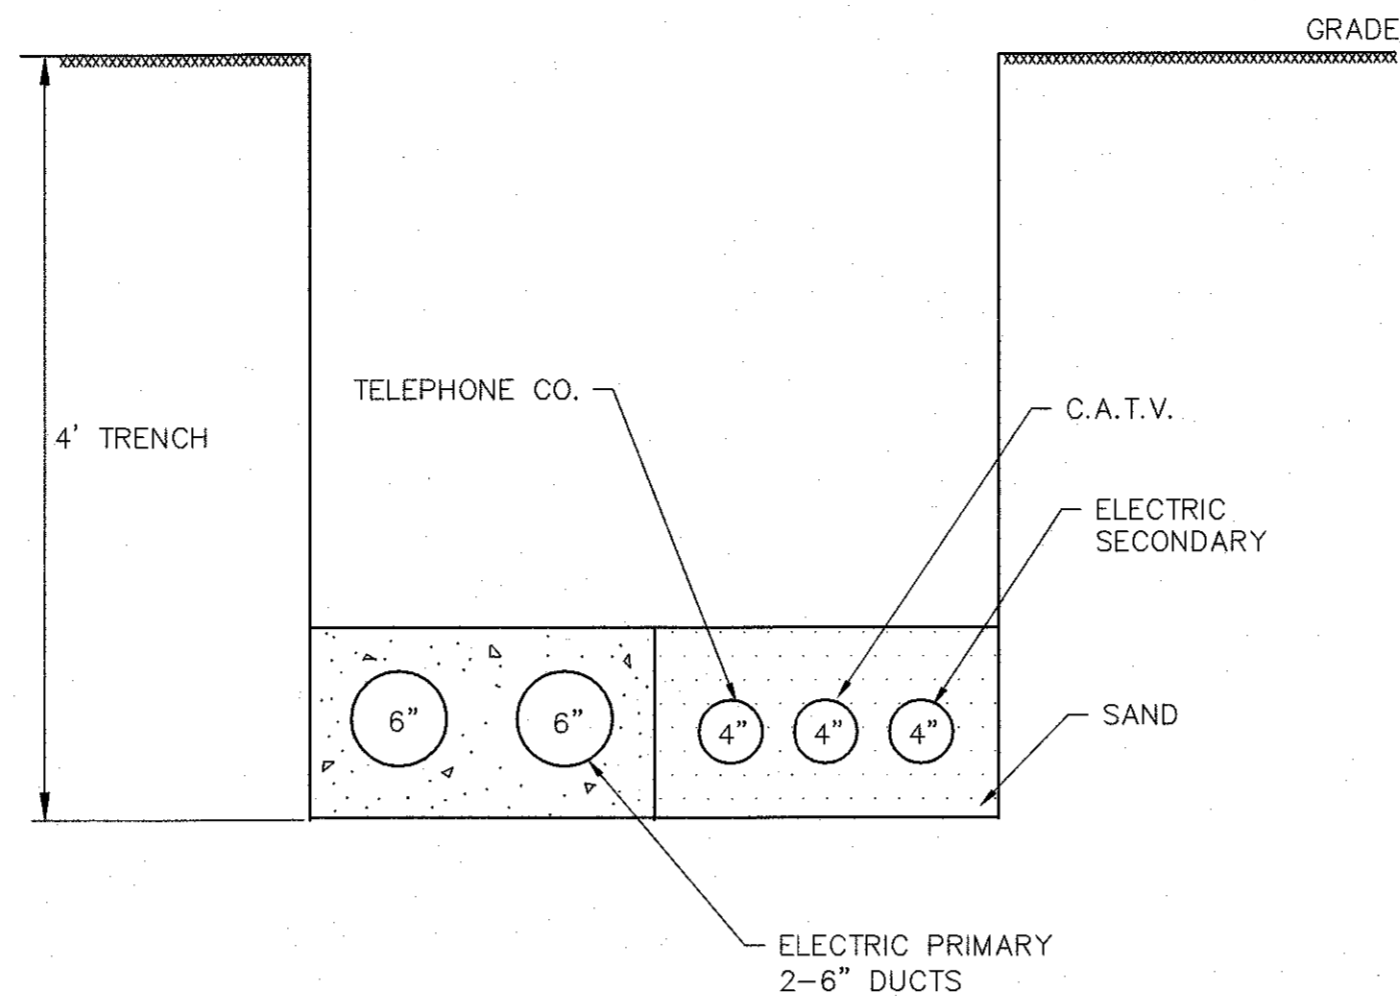 GRADE
TELEPHONE CO.
C.A.T.V.
4' TRENCH
ELECTRIC
SECONDARY
6" 6" 4" 4" 4"
SAND
ELECTRIC PRIMARY
2-6" DUCTS